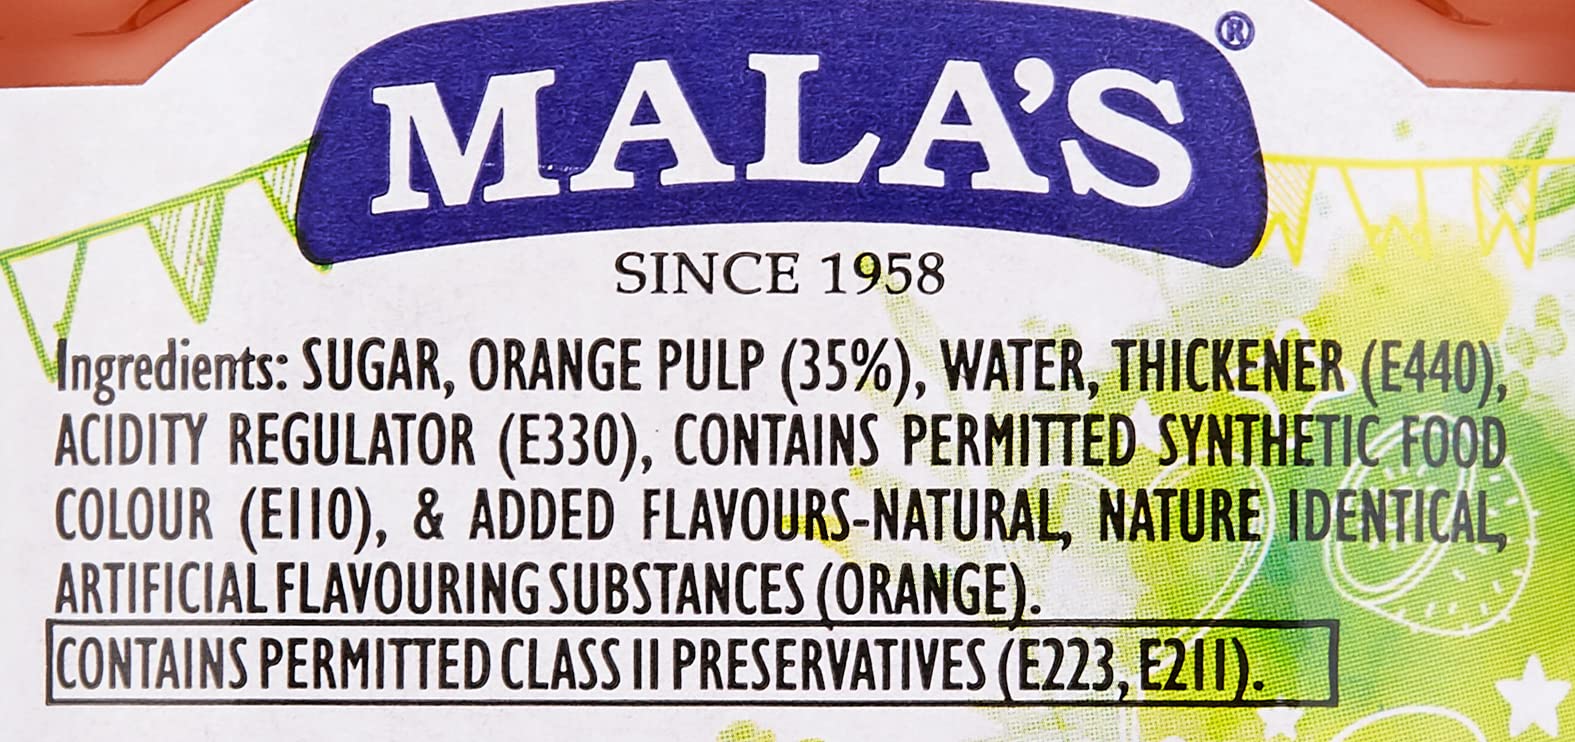 MALA'S ®
SINCE 1958
Ingredients: SUGAR, ORANGE PULP (35%), WATER, THICKENER (E440),
ACIDITY REGULATOR (E330), CONTAINS PERMITTED SYNTHETIC FOOD
COLOUR (E110), & ADDED FLAVOURS-NATURAL, NATURE IDENTICAL,
ARTIFICIAL FLAVOURING SUBSTANCES (ORANGE).
CONTAINS PERMITTED CLASS II PRESERVATIVES (E223, E211).